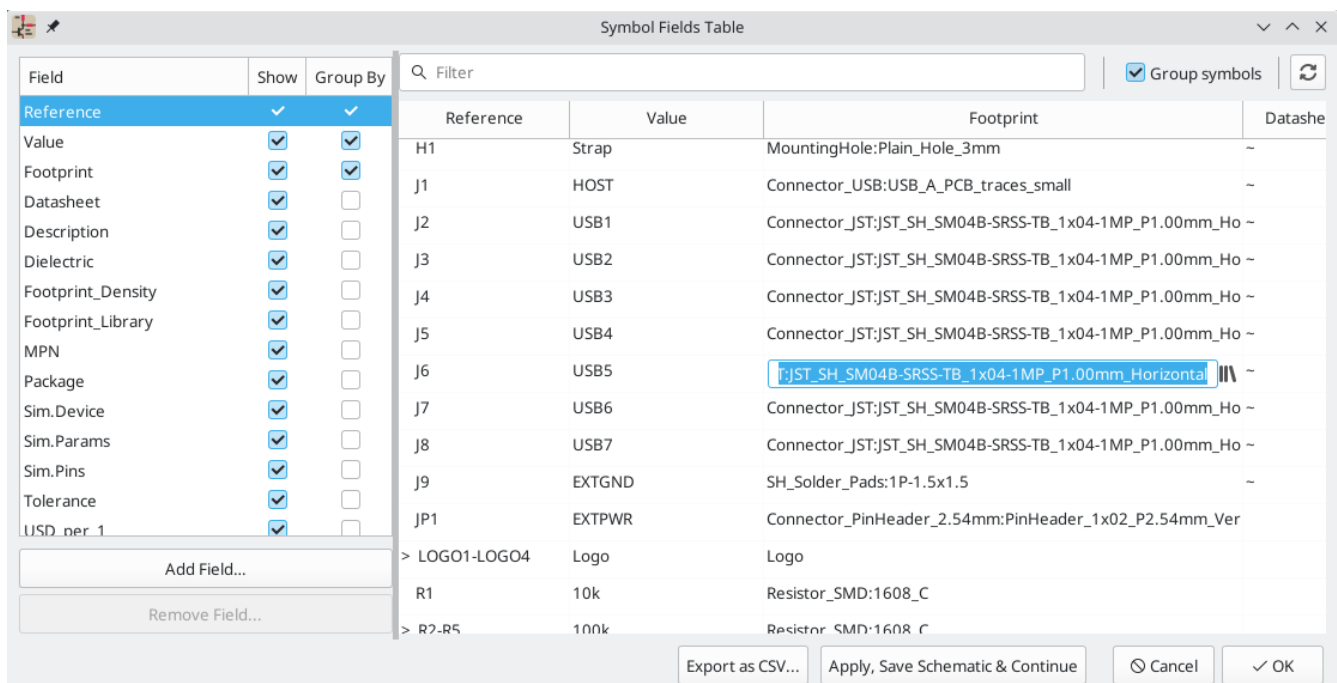 Symbol Fields Table
Field Show Group By
Reference
Value
Footprint
Datasheet
Description
Dielectric
Footprint_Density
Footprint_Library
MPN
Package
Sim.Device
Sim.Params
Sim.Pins
Tolerance
USD_per_1
Add Field...
Remove Field...
Filter
Group symbols
Reference Value Footprint Datashe
H1 Strap MountingHole:Plain_Hole_3mm ~
J1 HOST Connector_USB:USB_A_PCB_traces_small ~
J2 USB1 Connector_JST:JST_SH_SM04B-SRSS-TB_1x04-1MP_P1.00mm_Ho ~
J3 USB2 Connector_JST:JST_SH_SM04B-SRSS-TB_1x04-1MP_P1.00mm_Ho ~
J4 USB3 Connector_JST:JST_SH_SM04B-SRSS-TB_1x04-1MP_P1.00mm_Ho ~
J5 USB4 Connector_JST:JST_SH_SM04B-SRSS-TB_1x04-1MP_P1.00mm_Ho ~
J6 USB5 T:JST_SH_SM04B-SRSS-TB_1x04-1MP_P1.00mm_Horizontal ~
J7 USB6 Connector_JST:JST_SH_SM04B-SRSS-TB_1x04-1MP_P1.00mm_Ho ~
J8 USB7 Connector_JST:JST_SH_SM04B-SRSS-TB_1x04-1MP_P1.00mm_Ho ~
J9 EXTGND SH_Solder_Pads:1P-1.5x1.5 ~
JP1 EXTPWR Connector_PinHeader_2.54mm:PinHeader_1x02_P2.54mm_Ver
> LOGO1-LOGO4 Logo Logo
R1 10k Resistor_SMD:1608_C
> R2-R5 100k Resistor_SMD:1608_C
Export as CSV... Apply, Save Schematic & Continue Cancel OK